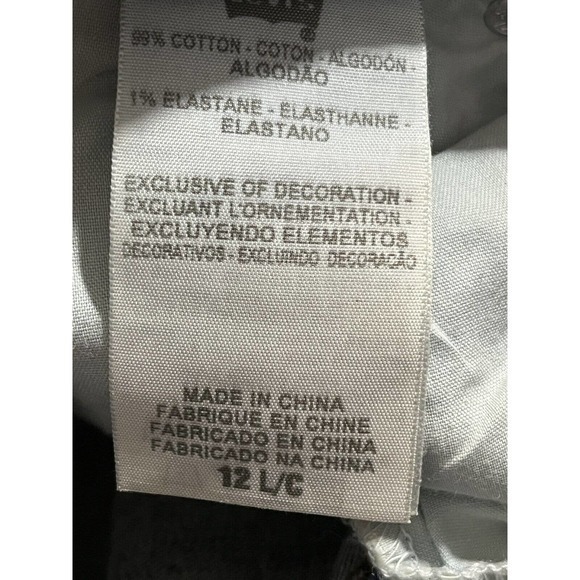 ®
99% COTTON - COTON - ALGODÓN -
ALGODÃO
1% ELASTANE - ELASTHANNE -
ELASTANO
EXCLUSIVE OF DECORATION -
EXCLUANT L'ORNEMENTATION -
EXCLUYENDO ELEMENTOS
DECORATIVOS - EXCLUINDO DECORAÇÃO
MADE IN CHINA
FABRIQUE EN CHINE
FABRICADO EN CHINA
FABRICADO NA CHINA
12 L/C